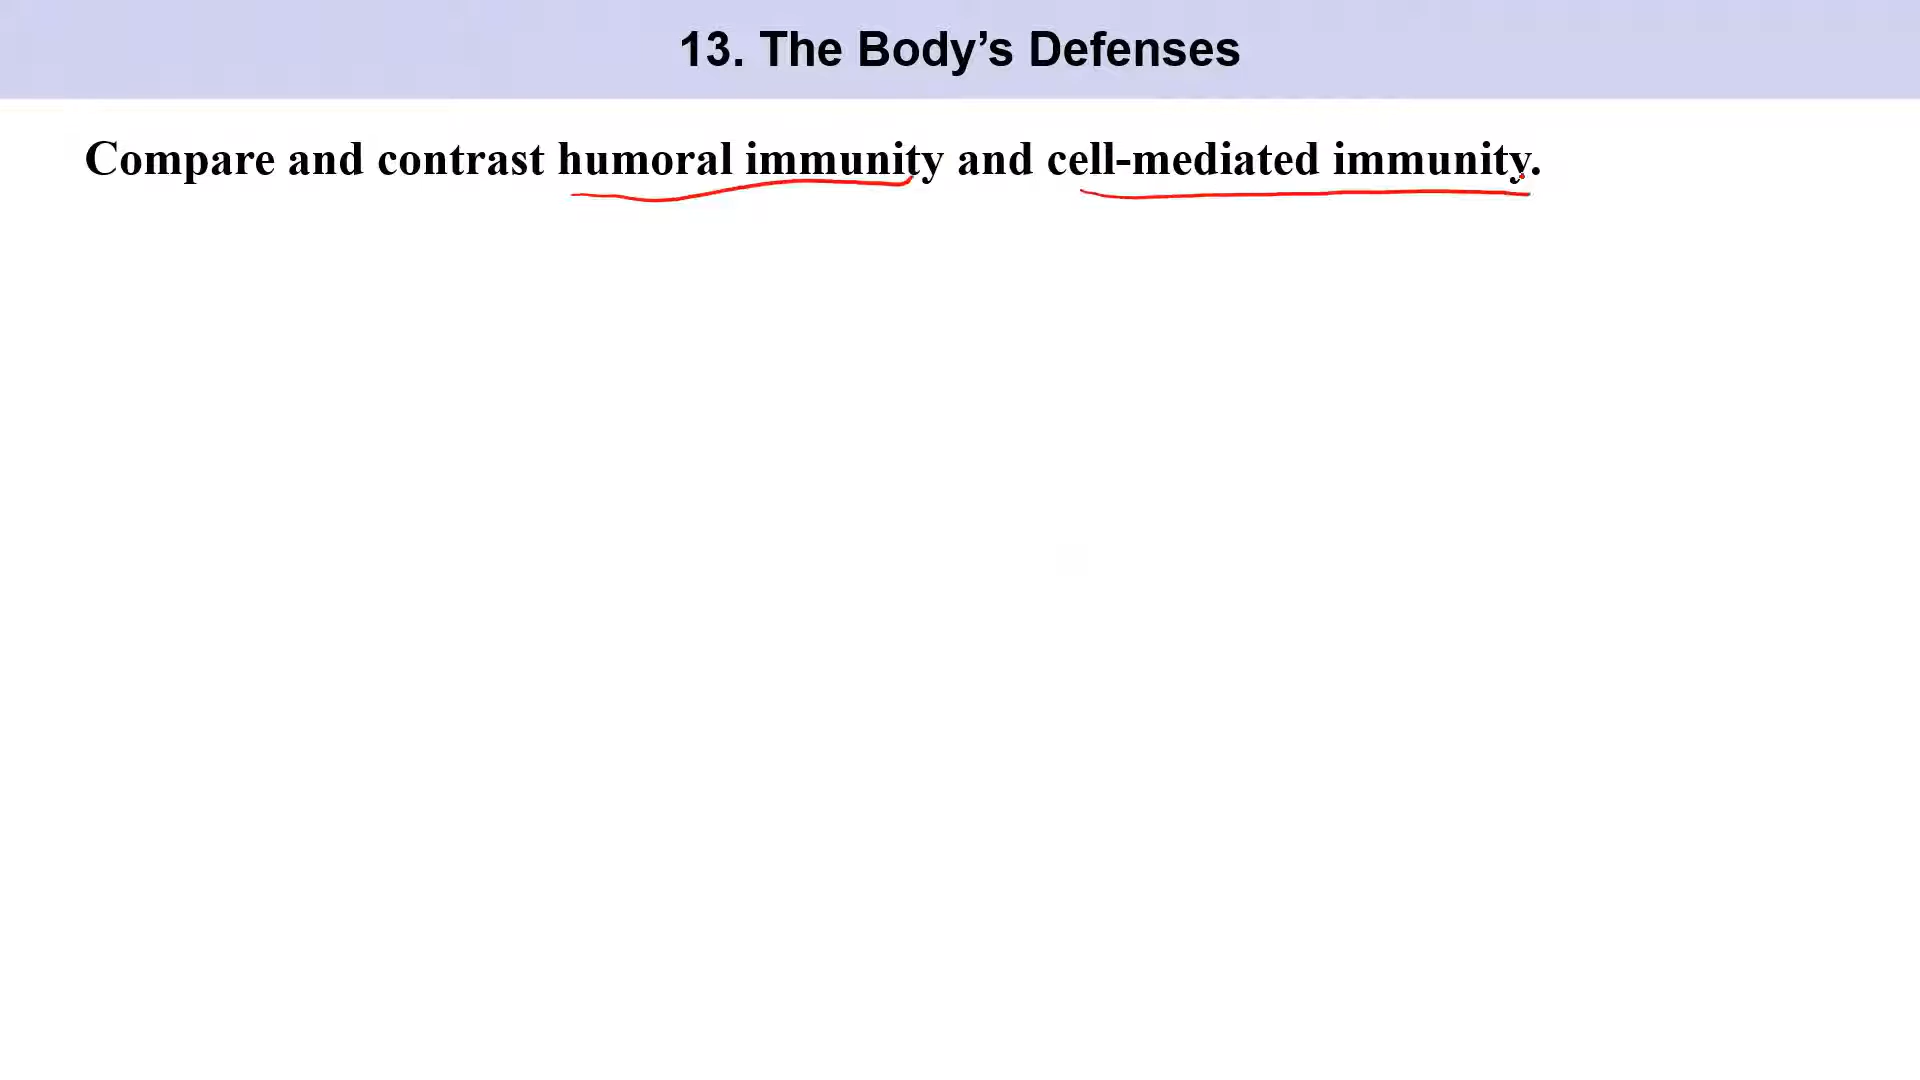 13. The Body’s Defenses
Compare and contrast humoral immunity and cell-mediated immunity.